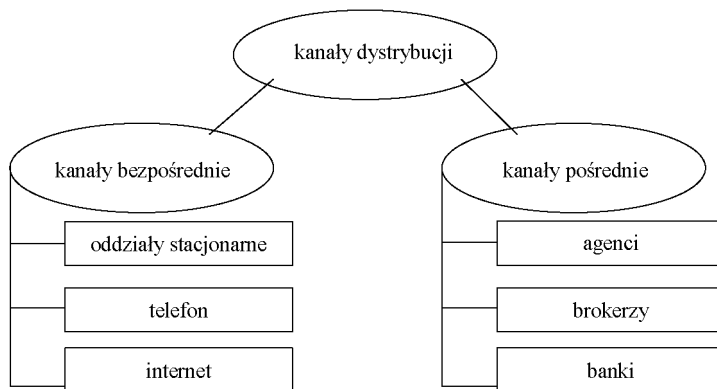 kanały dystrybucji
kanały bezpośrednie
oddziały stacjonarne
telefon
internet
kanały pośrednie
agenci
brokerzy
banki